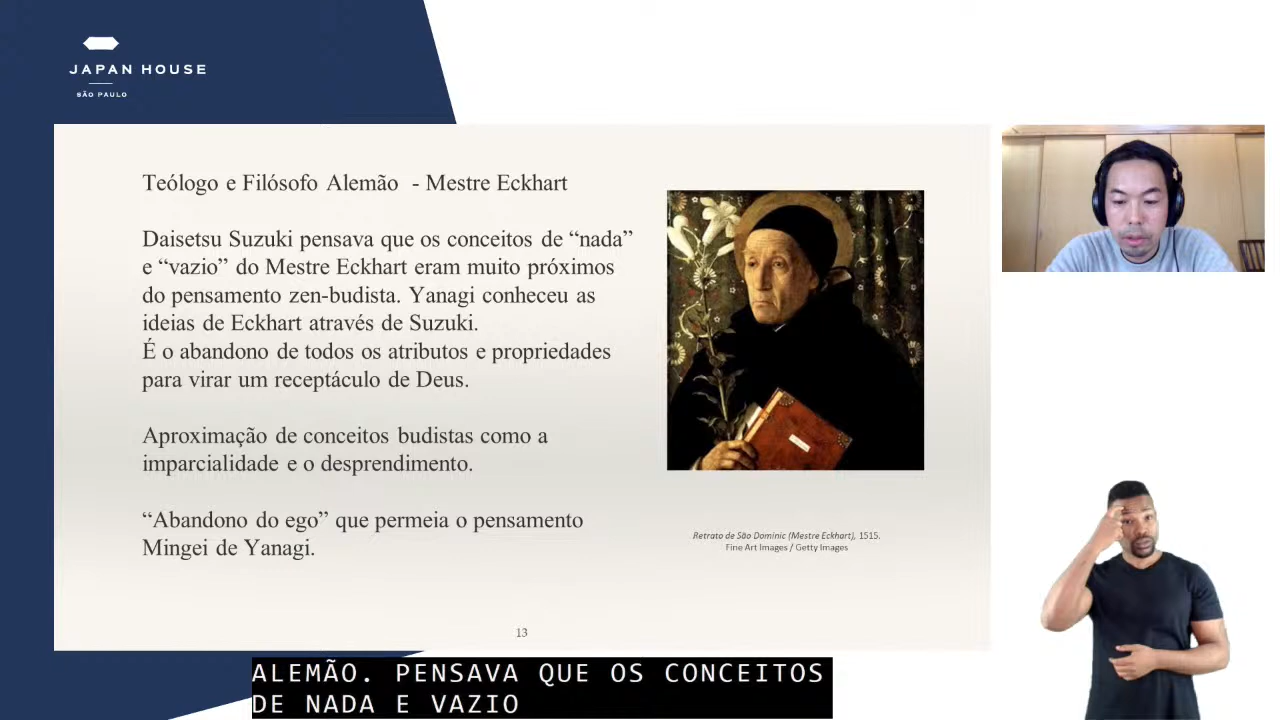 JAPAN HOUSE
SÃO PAULO
Teólogo e Filósofo Alemão - Mestre Eckhart
Daisetsu Suzuki pensava que os conceitos de “nada”
e “vazio” do Mestre Eckhart eram muito próximos
do pensamento zen-budista. Yanagi conheceu as
ideias de Eckhart através de Suzuki.
É o abandono de todos os atributos e propriedades
para virar um receptáculo de Deus.
Aproximação de conceitos budistas como a
imparcialidade e o desprendimento.
“Abandono do ego” que permeia o pensamento
Mingei de Yanagi.
Retrato de São Dominic (Mestre Eckhart), 1515.
Fine Art Images / Getty Images
13
ALEMÃO. PENSAVA QUE OS CONCEITOS
DE NADA E VAZIO